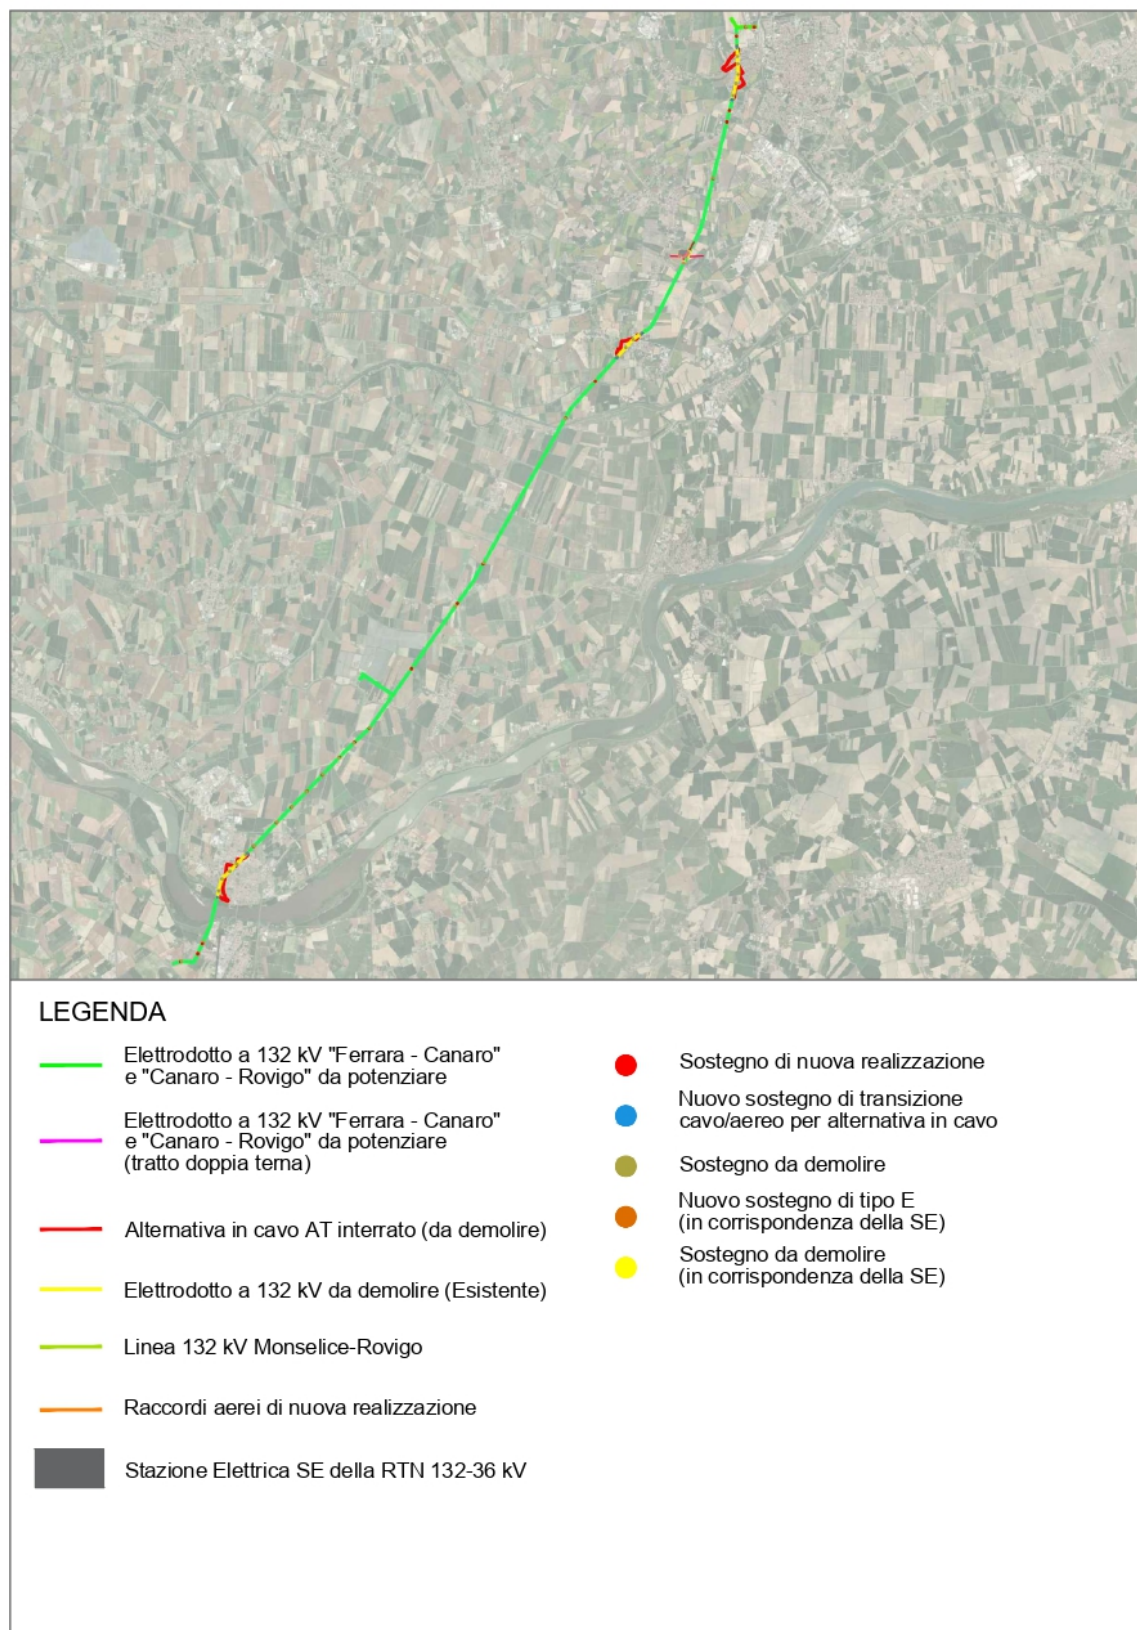 LEGENDA
Elettrodotto a 132 kV "Ferrara - Canaro"
e "Canaro - Rovigo" da potenziare
Elettrodotto a 132 kV "Ferrara - Canaro"
e "Canaro - Rovigo" da potenziare
(tratto doppia terna)
Alternativa in cavo AT interrato (da demolire)
Elettrodotto a 132 kV da demolire (Esistente)
Linea 132 kV Monselice-Rovigo
Raccordi aerei di nuova realizzazione
Stazione Elettrica SE della RTN 132-36 kV
Sostegno di nuova realizzazione
Nuovo sostegno di transizione
cavo/aereo per alternativa in cavo
Sostegno da demolire
Nuovo sostegno di tipo E
(in corrispondenza della SE)
Sostegno da demolire
(in corrispondenza della SE)